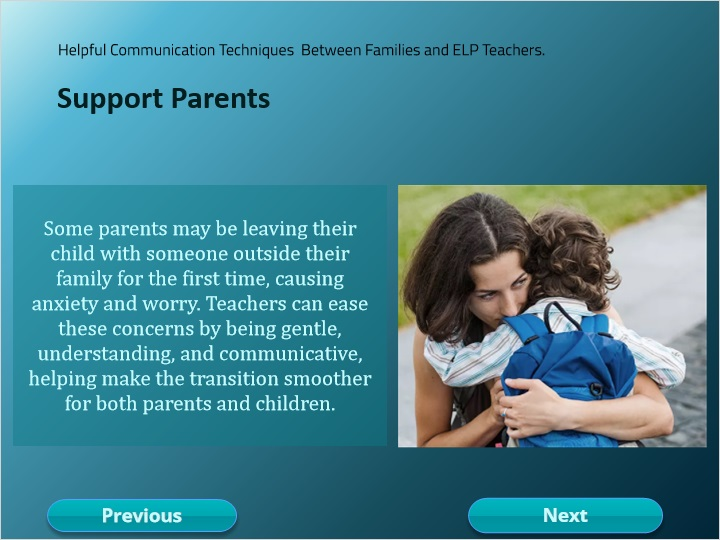 Helpful Communication Techniques  Between Families and ELP Teachers.
Support Parents
Some parents may be leaving their
child with someone outside their
family for the first time, causing
anxiety and worry. Teachers can ease
these concerns by being gentle,
understanding, and communicative,
helping make the transition smoother
for both parents and children.
Previous
Next